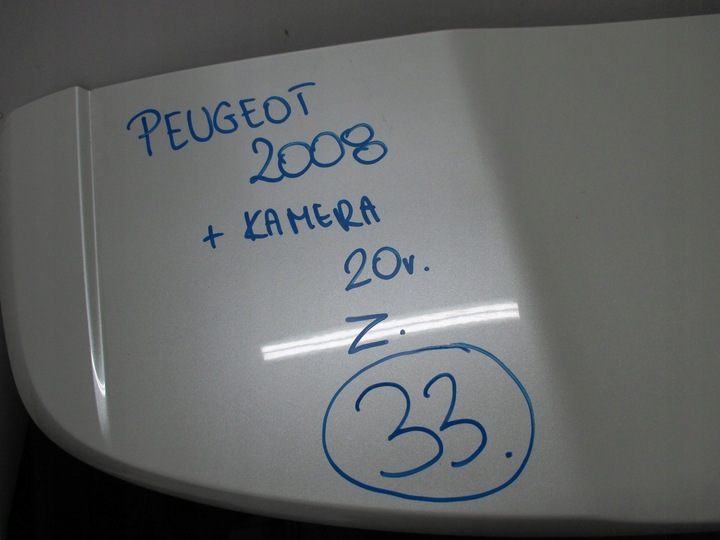 PEUGEOT
2008
+ KAMERA
20r.
Z.
33.